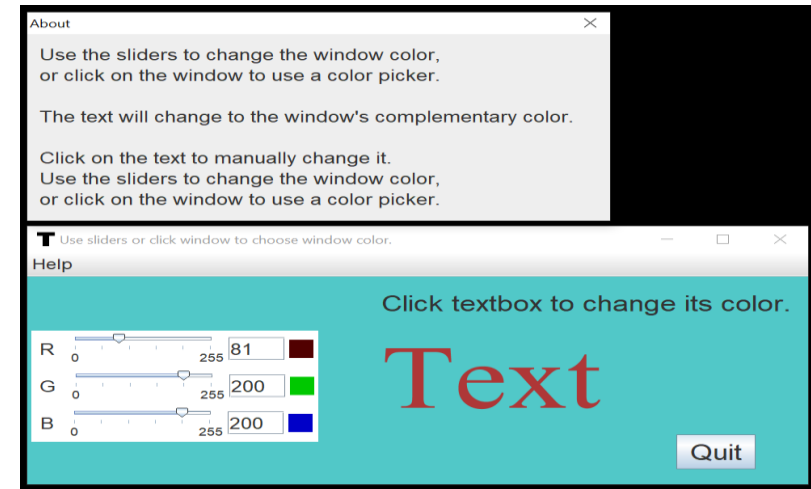 About
Use the sliders to change the window color,
or click on the window to use a color picker.
The text will change to the window's complementary color.
Click on the text to manually change it.
Use the sliders to change the window color,
or click on the window to use a color picker.
T Use sliders or click window to choose window color.
Help
Click textbox to change its color.
R 0 255 81
G 0 255 200
B 0 255 200
Text
Quit